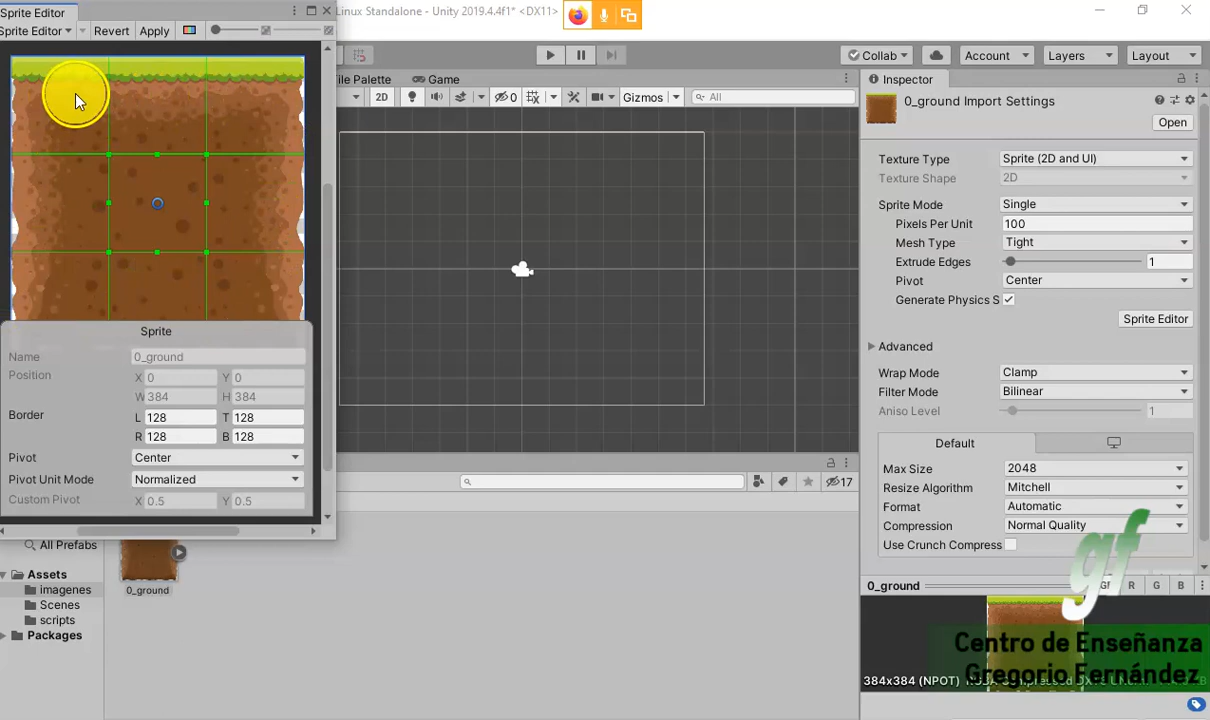 Sprite Editor
Linux Standalone - Unity 2019.4.4f1* <DX11>
Sprite Editor
Revert
Apply
Collab
Account
Layers
Layout
Tile Palette
Game
2D
0
Gizmos
All
Inspector
0_ground Import Settings
Open
Texture Type Sprite (2D and UI)
Texture Shape 2D
Sprite Mode Single
Pixels Per Unit 100
Mesh Type Tight
Extrude Edges 1
Pivot Center
Generate Physics S
Sprite Editor
Advanced
Wrap Mode Clamp
Filter Mode Bilinear
Aniso Level 1
Default
Max Size 2048
Resize Algorithm Mitchell
Format Automatic
Compression Normal Quality
Use Crunch Compress
Sprite
Name 0_ground
Position X 0 Y 0
W 384 H 384
Border L 128 T 128
R 128 B 128
Pivot Center
Pivot Unit Mode Normalized
Custom Pivot X 0.5 Y 0.5
17
All Prefabs
Assets
imagenes
Scenes
scripts
Packages
0_ground
0_ground
R G B
gf
Centro de Enseñanza
Gregorio Fernández
384x384 (NPOT)